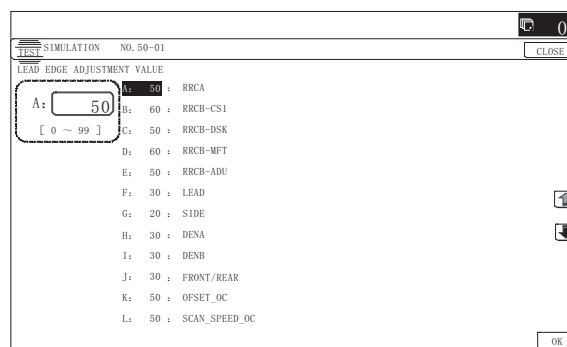 0
TEST SIMULATION NO.50-01
CLOSE
LEAD EDGE ADJUSTMENT VALUE
A: 50
[ 0 ～ 99 ]
A: 50 : RRCA
B: 60 : RRCB-CS1
C: 50 : RRCB-DSK
D: 60 : RRCB-MFT
E: 50 : RRCB-ADU
F: 30 : LEAD
G: 20 : SIDE
H: 30 : DENA
I: 30 : DENB
J: 30 : FRONT/REAR
K: 50 : OFSET_OC
L: 50 : SCAN_SPEED_OC
OK